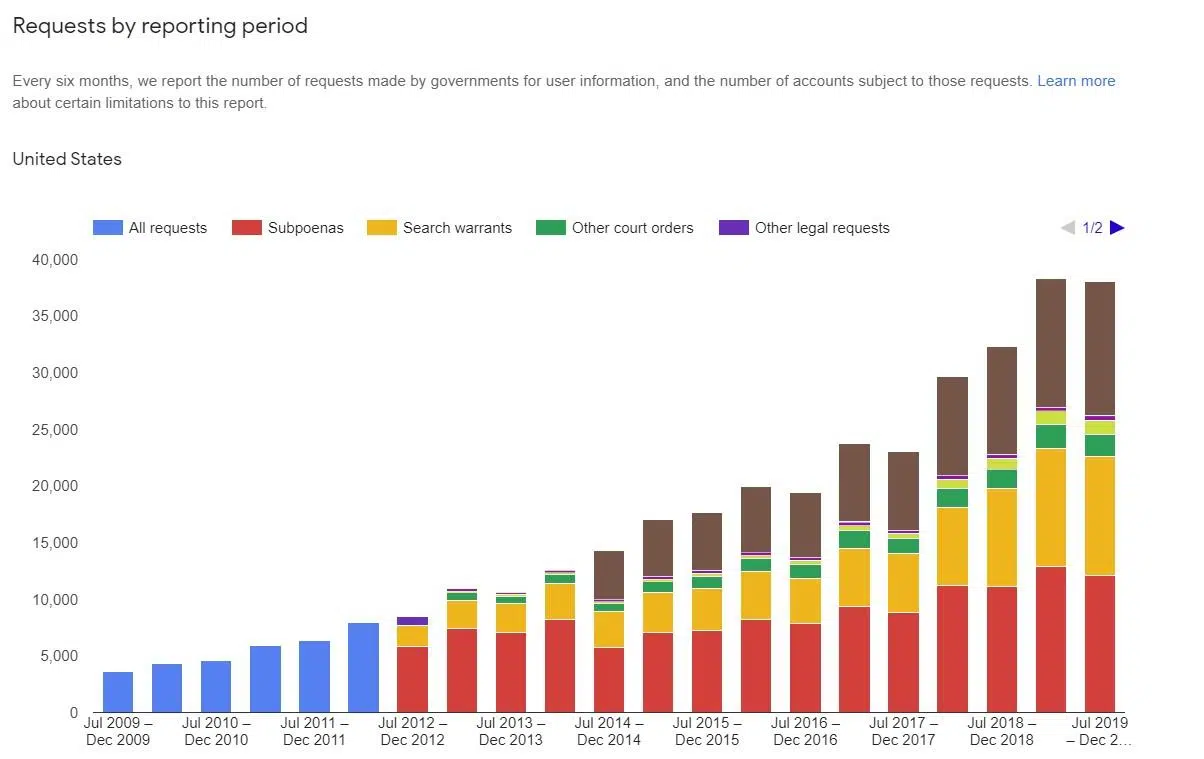 Requests by reporting period
Every six months, we report the number of requests made by governments for user information, and the number of accounts subject to those requests. Learn more
about certain limitations to this report.
United States
All requests Subpoenas Search warrants Other court orders Other legal requests 1/2
40,000
35,000
30,000
25,000
20,000
15,000
10,000
5,000
0
Jul 2009 – Jul 2010 – Jul 2011 – Jul 2012 – Jul 2013 – Jul 2014 – Jul 2015 – Jul 2016 – Jul 2017 – Jul 2018 – Jul 2019
Dec 2009 Dec 2010 Dec 2011 Dec 2012 Dec 2013 Dec 2014 Dec 2015 Dec 2016 Dec 2017 Dec 2018 – Dec 2…